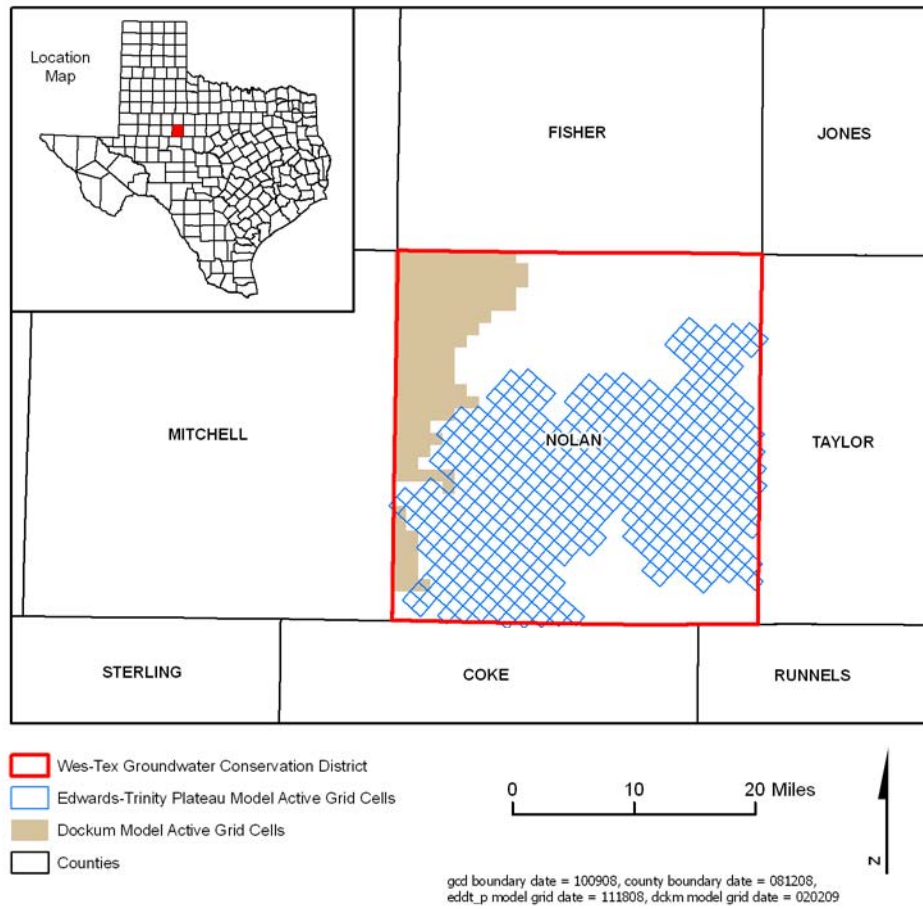 Location
Map
FISHER
JONES
MITCHELL
NOLAN
TAYLOR
STERLING
COKE
RUNNELS
Wes-Tex Groundwater Conservation District
Edwards-Trinity Plateau Model Active Grid Cells
Dockum Model Active Grid Cells
Counties
0 10 20 Miles
N
gcd boundary date = 100908, county boundary date = 081208,
eddt_p model grid date = 111808, dckm model grid date = 020209